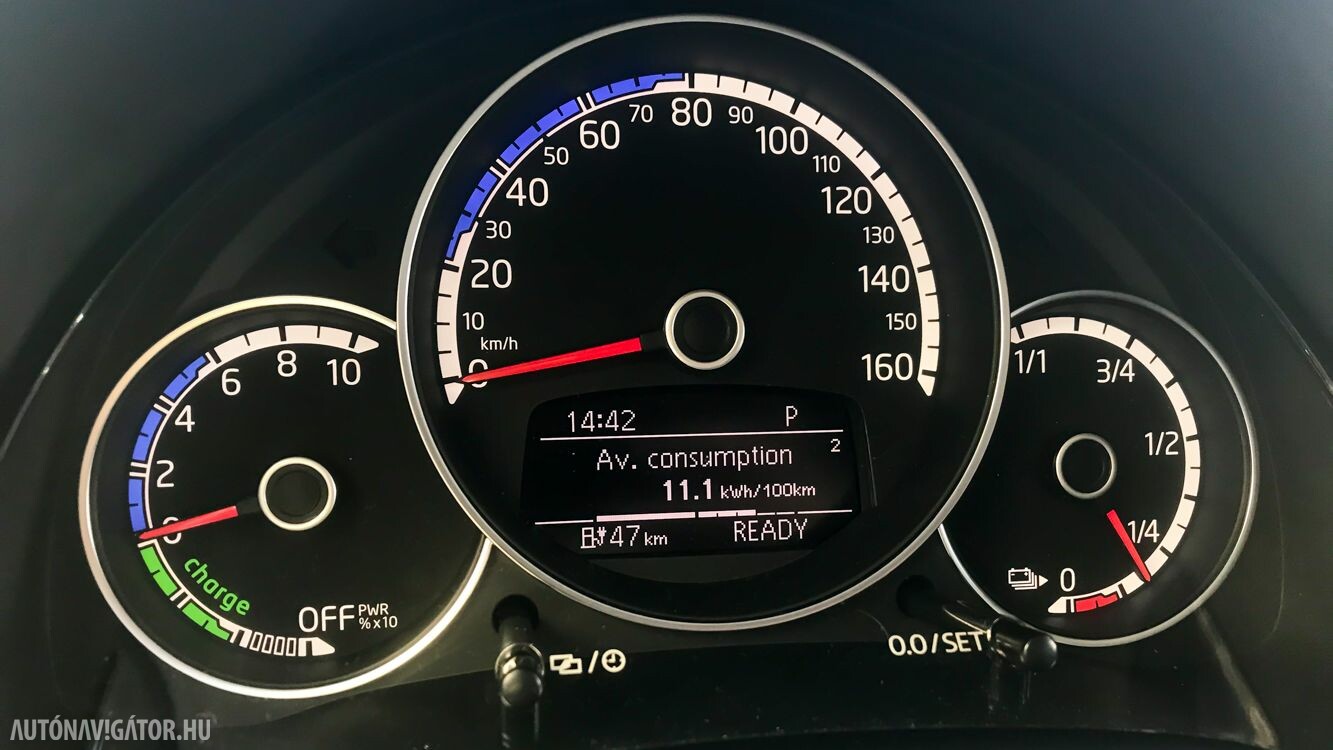 0 10 20 30 40 50 60 70 80 90 100 110 120 130 140 150 160
km/h
14:42 P
Av. consumption 2
11.1 kWh/100km
47 km READY
0 2 4 6 8 10
charge
OFF PWR
%x10
1/1 3/4 1/2 1/4 0
0.0/SET
AUTÓNAVIGÁTOR.HU